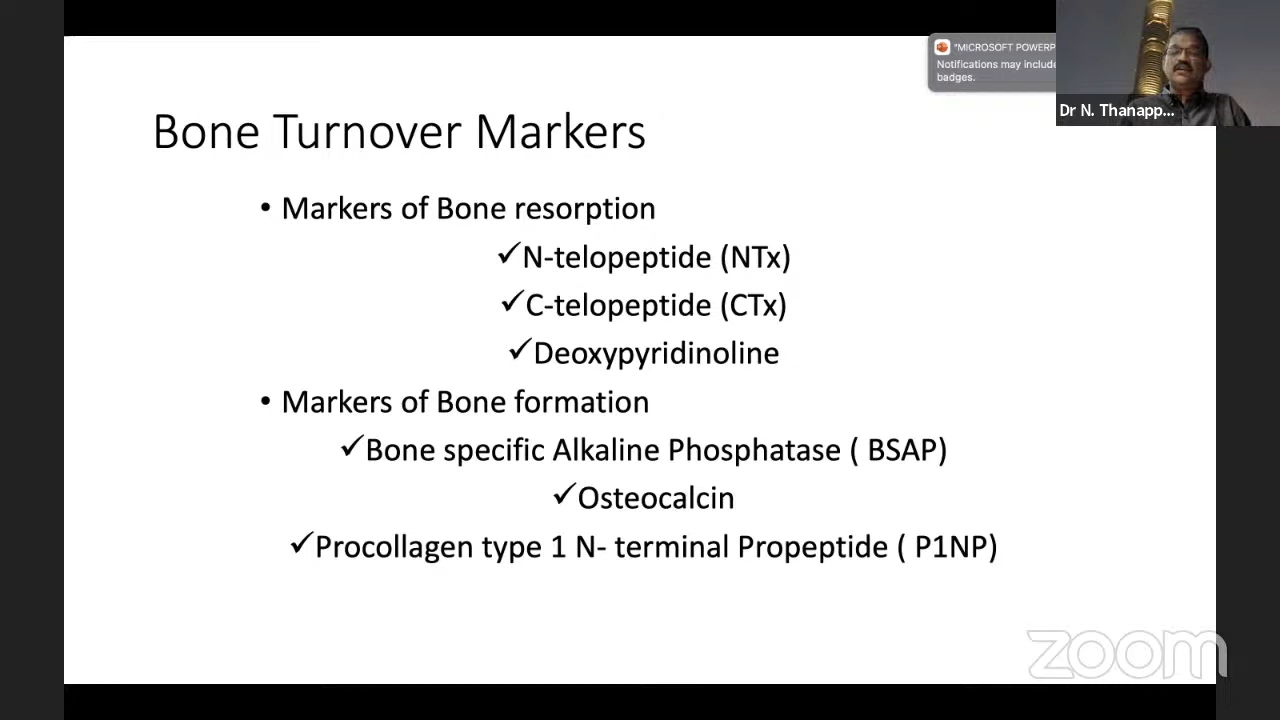 "MICROSOFT POWERP
Notifications may include
badges.
Dr N. Thanapp...
Bone Turnover Markers
• Markers of Bone resorption
✓N-telopeptide (NTx)
✓C-telopeptide (CTx)
✓Deoxypyridinoline
• Markers of Bone formation
✓Bone specific Alkaline Phosphatase ( BSAP)
✓Osteocalcin
✓Procollagen type 1 N- terminal Propeptide ( P1NP)
zoom